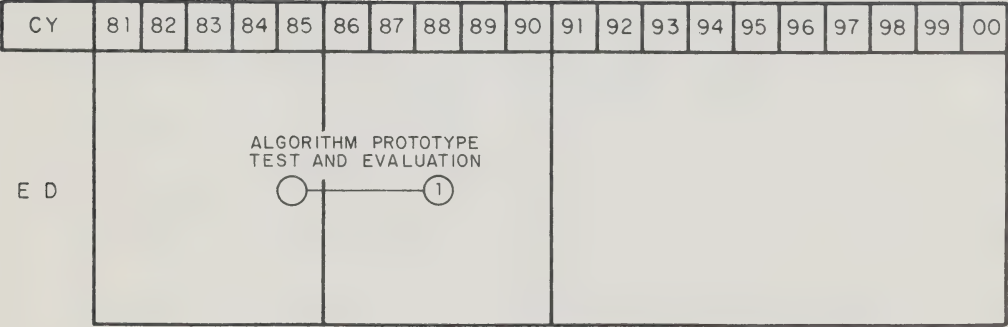 CY 81 82 83 84 85 86 87 88 89 90 91 92 93 94 95 96 97 98 99 00
ALGORITHM PROTOTYPE
TEST AND EVALUATION
E D
1